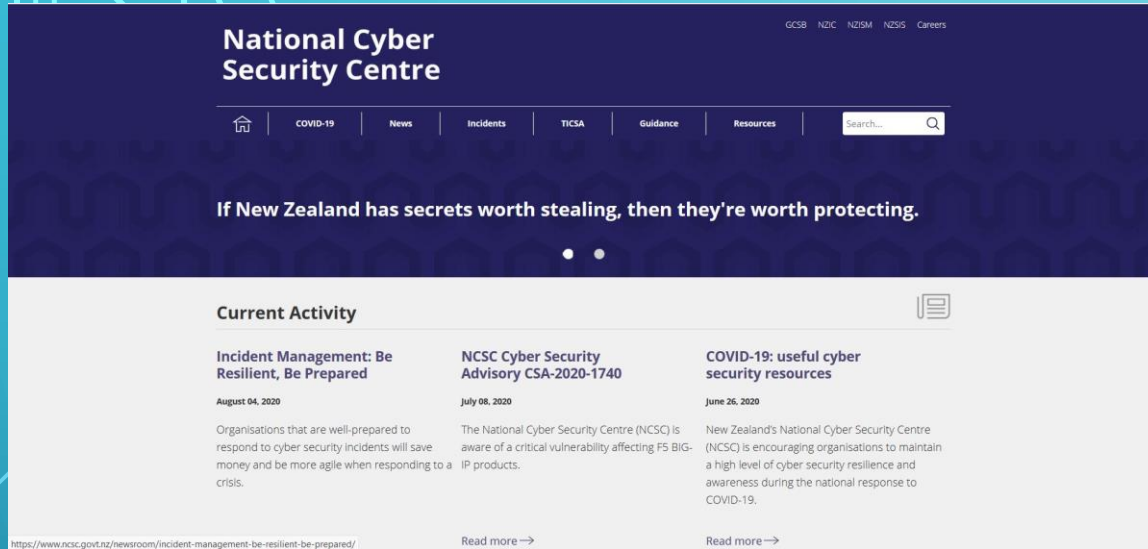 GCSB NZIC NZISM NZSIS Careers
National Cyber
Security Centre
COVID-19 News Incidents TICSA Guidance Resources Search...
If New Zealand has secrets worth stealing, then they're worth protecting.
Current Activity
Incident Management: Be
Resilient, Be Prepared
August 04, 2020
Organisations that are well-prepared to
respond to cyber security incidents will save
money and be more agile when responding to a
crisis.
NCSC Cyber Security
Advisory CSA-2020-1740
July 08, 2020
The National Cyber Security Centre (NCSC) is
aware of a critical vulnerability affecting F5 BIG-
IP products.
Read more
COVID-19: useful cyber
security resources
June 26, 2020
New Zealand's National Cyber Security Centre
(NCSC) is encouraging organisations to maintain
a high level of cyber security resilience and
awareness during the national response to
COVID-19.
Read more
https://www.ncsc.govt.nz/newsroom/incident-management-be-resilient-be-prepared/